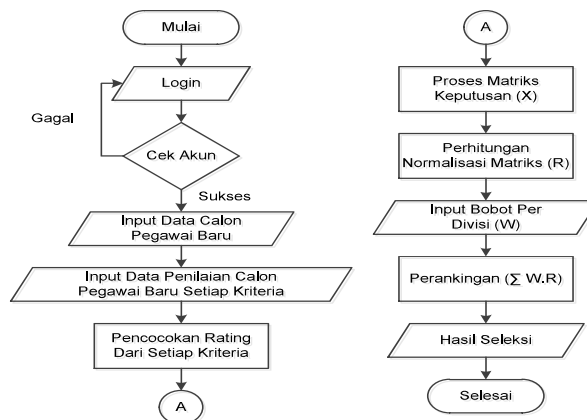 Mulai
Login
Gagal
Cek Akun
Sukses
Input Data Calon
Pegawai Baru
Input Data Penilaian Calon
Pegawai Baru Setiap Kriteria
Pencocokan Rating
Dari Setiap Kriteria
A
A
Proses Matriks
Keputusan (X)
Perhitungan
Normalisasi Matriks (R)
Input Bobot Per
Divisi (W)
Perankingan (∑ W.R)
Hasil Seleksi
Selesai